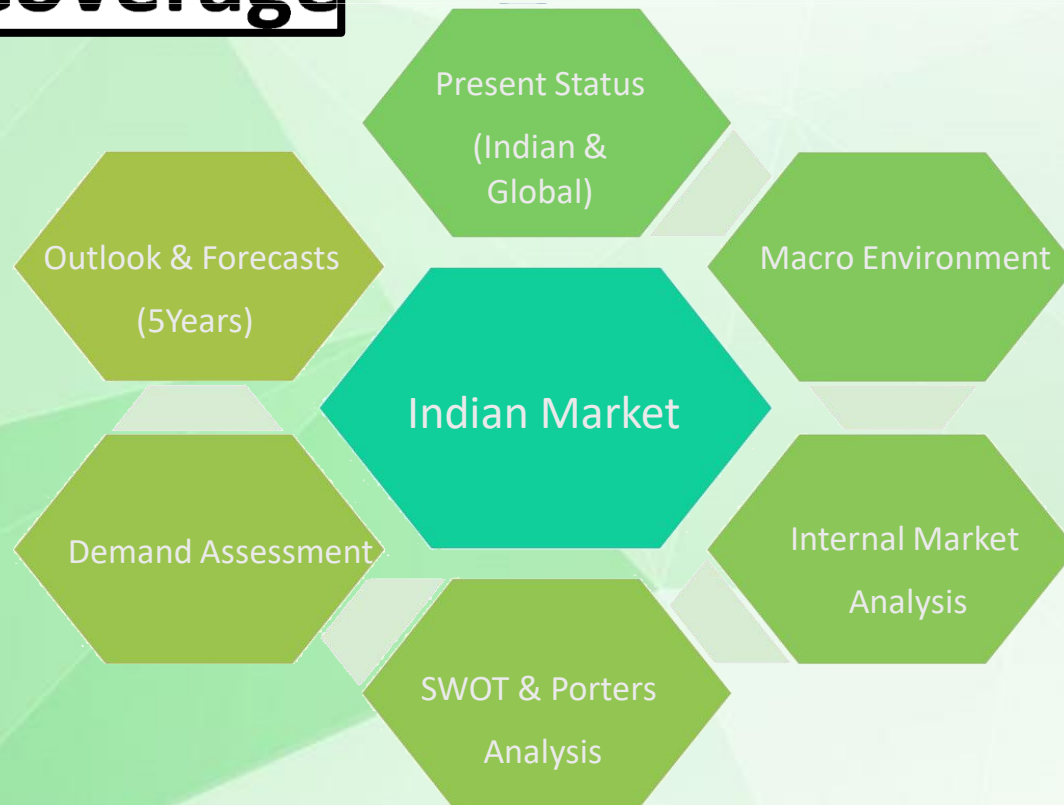 Coverage
Present Status
(Indian &
Global)
Macro Environment
Internal Market
Analysis
SWOT & Porters
Analysis
Demand Assessment
Outlook & Forecasts
(5Years)
Indian Market